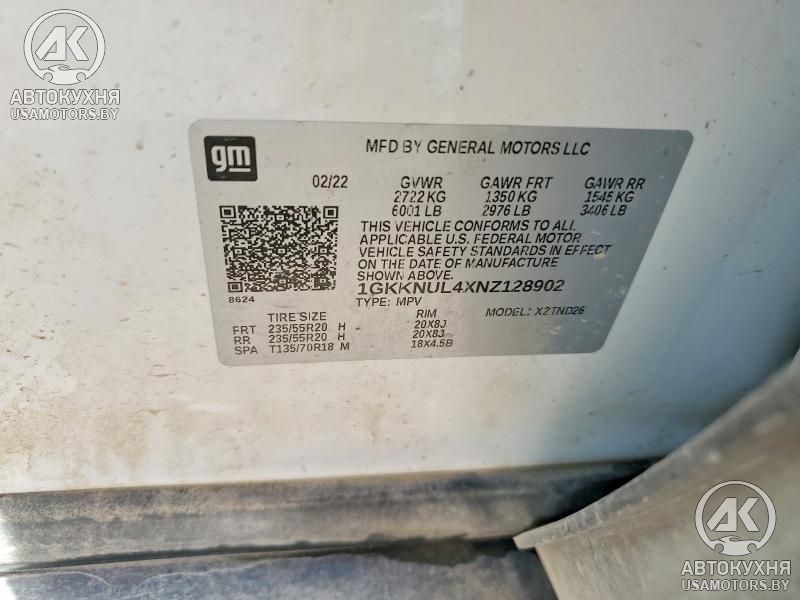 AK
АВТОКУХНЯ
USAMOTORS.BY
gm
MFD BY GENERAL MOTORS LLC
02/22 GVWR GAWR FRT GAWR RR
2722 KG 1350 KG 1545 KG
6001 LB 2976 LB 3406 LB
THIS VEHICLE CONFORMS TO ALL
APPLICABLE U.S. FEDERAL MOTOR
VEHICLE SAFETY STANDARDS IN EFFECT
ON THE DATE OF MANUFACTURE
SHOWN ABOVE.
8624
1GKKNUL4XNZ128902
TYPE: MPV MODEL: X2TND26
TIRE SIZE RIM
FRT 235/55R20 H 20X8J
RR 235/55R20 H 20X8J
SPA T135/70R18 M 18X4.5B
AK
АВТОКУХНЯ
USAMOTORS.BY